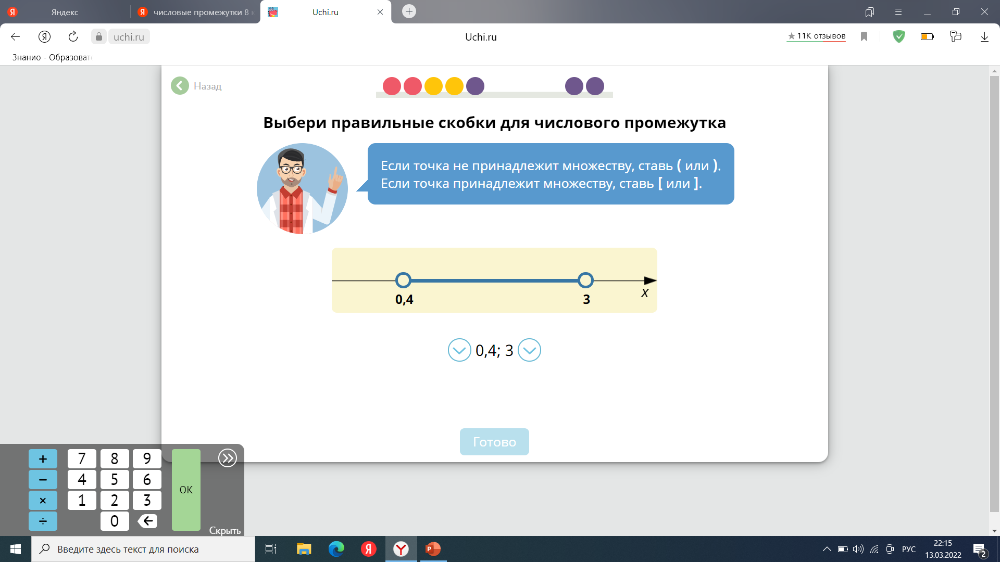 Яндекс
числовые промежутки 8
Uchi.ru
uchi.ru
Uchi.ru
★11К отзывов
Знанио - Образоват
Назад
Выбери правильные скобки для числового промежутка
Если точка не принадлежит множеству, ставь ( или ).
Если точка принадлежит множеству, ставь [ или ].
0,4
3
X
0,4; 3
Готово
+ 7 8 9
− 4 5 6
× 1 2 3
÷ 0
OK
Скрыть
Введите здесь текст для поиска
РУС
22:15
13.03.2022
2